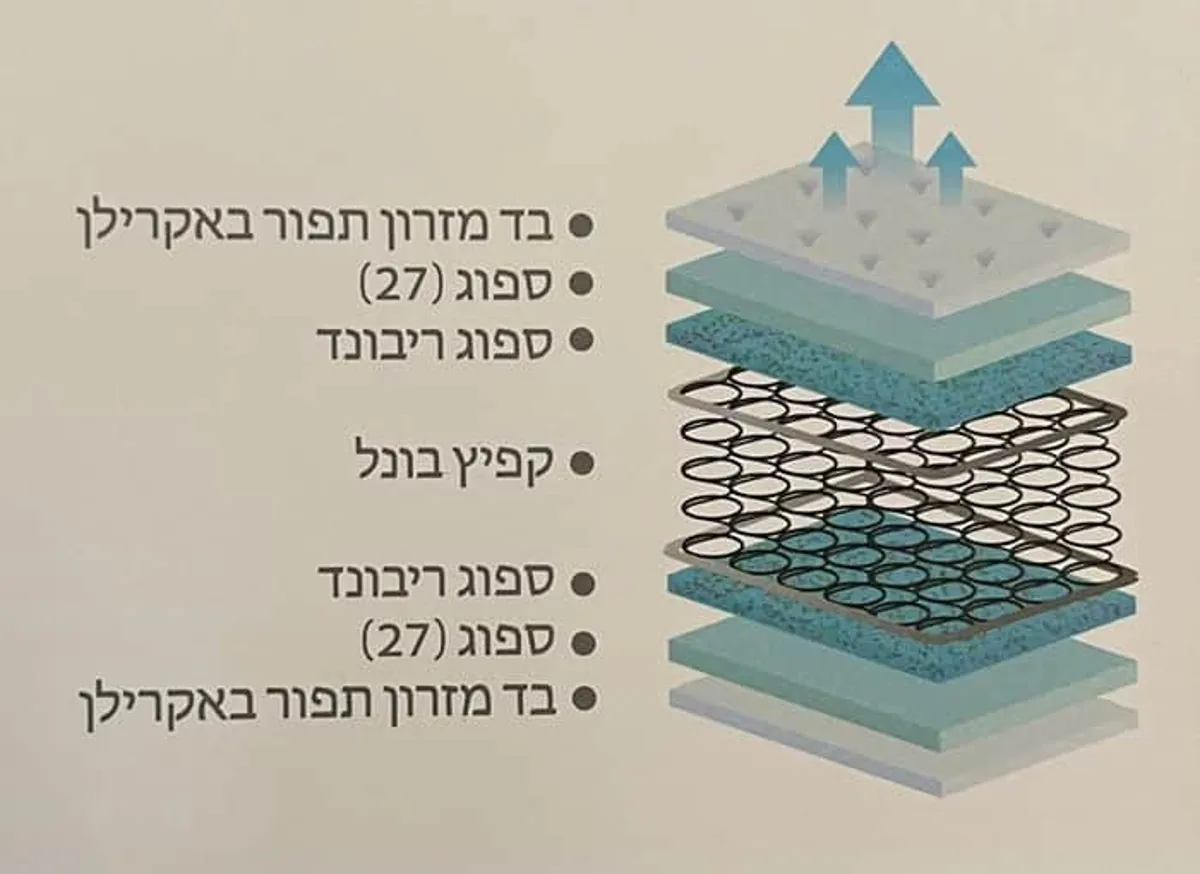 • בד מזרון תפור באקרילן
• ספוג (27)
• ספוג ריבונד
• קפיץ בונל
• ספוג ריבונד
• ספוג (27)
• בד מזרון תפור באקרילן